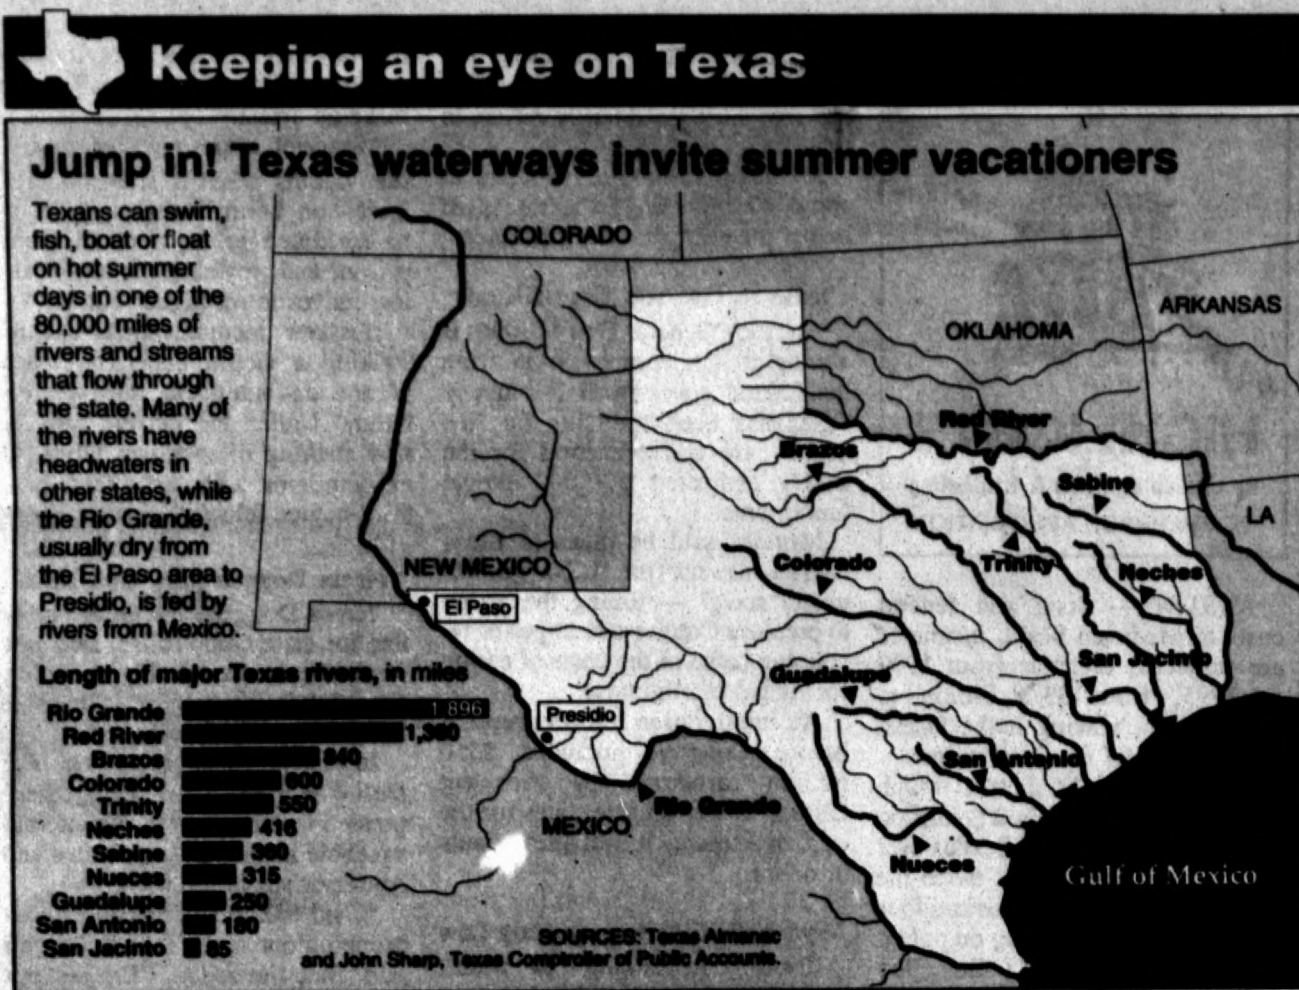 Keeping an eye on Texas
Jump in! Texas waterways invite summer vacationers
Texans can swim,
fish, boat or float
on hot summer
days in one of the
80,000 miles of
rivers and streams
that flow through
the state. Many of
the rivers have
headwaters in
other states, while
the Rio Grande,
usually dry from
the El Paso area to
Presidio, is fed by
rivers from Mexico.
COLORADO
ARKANSAS
OKLAHOMA
Red River
Brazos
Sabine
LA
NEW MEXICO
Colorado
Trinity
Neches
El Paso
San Jacinto
Guadalupe
Presidio
San Antonio
Rio Grande
MEXICO
Nueces
Gulf of Mexico
Length of major Texas rivers, in miles
Rio Grande 1,896
Red River 1,360
Brazos 840
Colorado 600
Trinity 550
Neches 416
Sabine 360
Nueces 315
Guadalupe 250
San Antonio 180
San Jacinto 85
SOURCES: Texas Almanac
and John Sharp, Texas Comptroller of Public Accounts.